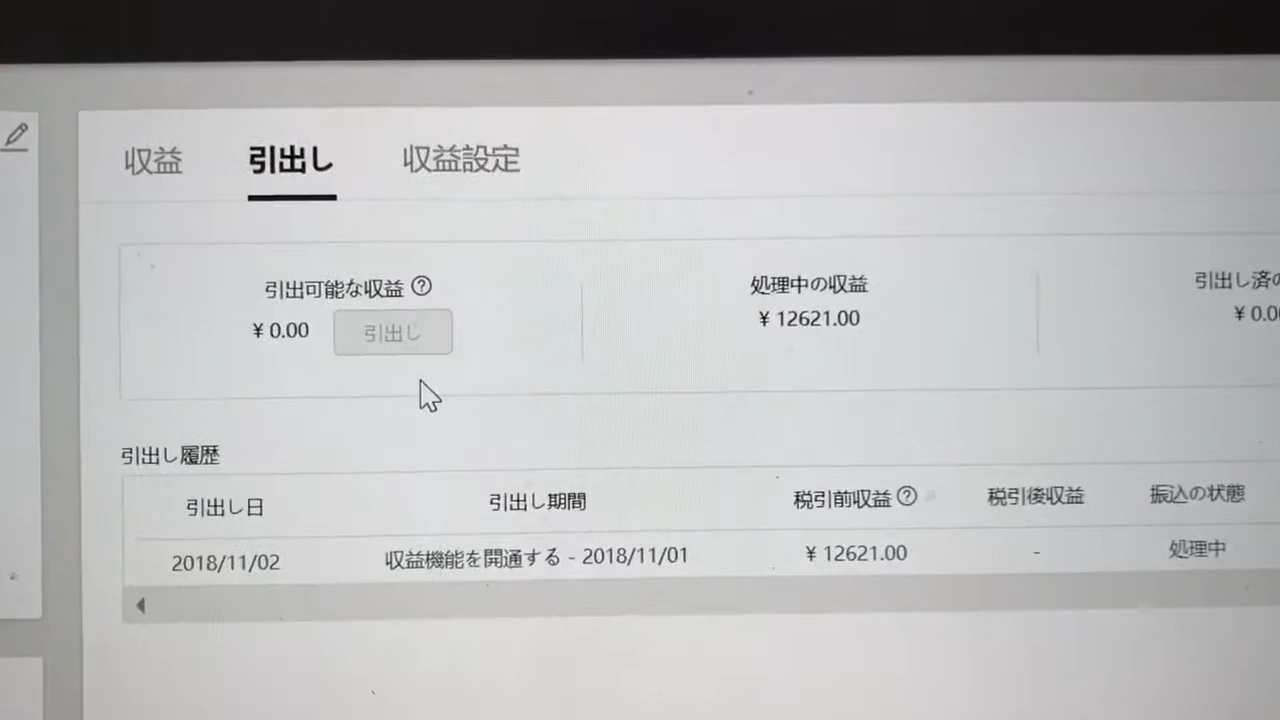 収益 引出し 収益設定
引出可能な収益 ? 処理中の収益 引出し済の
¥ 0.00 引出し ¥ 12621.00 ¥ 0.0
引出し履歴
引出し日 引出し期間 税引前収益 ? 税引後収益 振込の状態
2018/11/02 収益機能を開通する - 2018/11/01 ¥ 12621.00 - 処理中